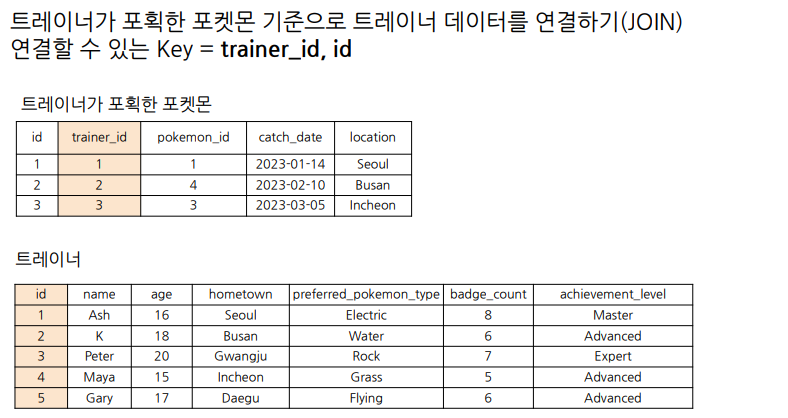 트레이너가 포획한 포켓몬 기준으로 트레이너 데이터를 연결하기(JOIN)
연결할 수 있는 Key = trainer_id, id
트레이너가 포획한 포켓몬
id trainer_id pokemon_id catch_date location
1 1 1 2023-01-14 Seoul
2 2 4 2023-02-10 Busan
3 3 3 2023-03-05 Incheon
트레이너
id name age hometown preferred_pokemon_type badge_count achievement_level
1 Ash 16 Seoul Electric 8 Master
2 K 18 Busan Water 6 Advanced
3 Peter 20 Gwangju Rock 7 Expert
4 Maya 15 Incheon Grass 5 Advanced
5 Gary 17 Daegu Flying 6 Advanced